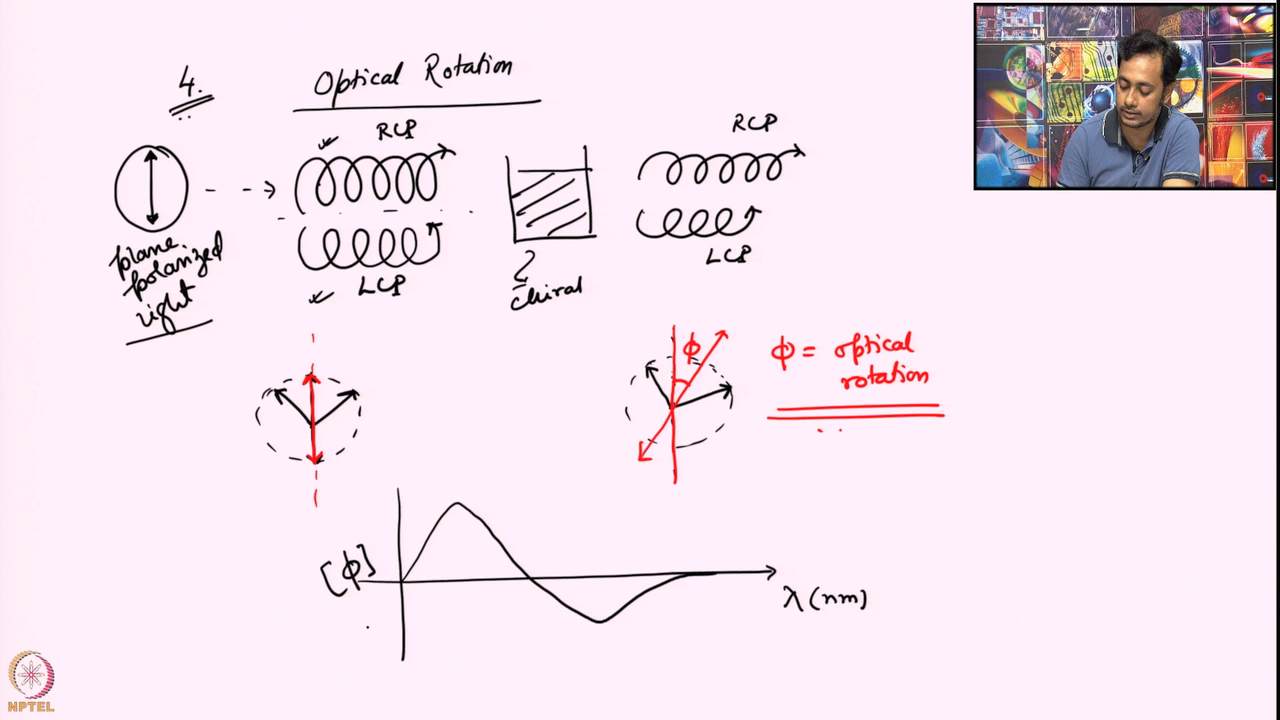 4.
Optical Rotation
RCP
RCP
LCP
LCP
plane
polarized
light
chiral
ϕ
ϕ = optical
rotation
[ϕ]
λ (nm)
NPTEL